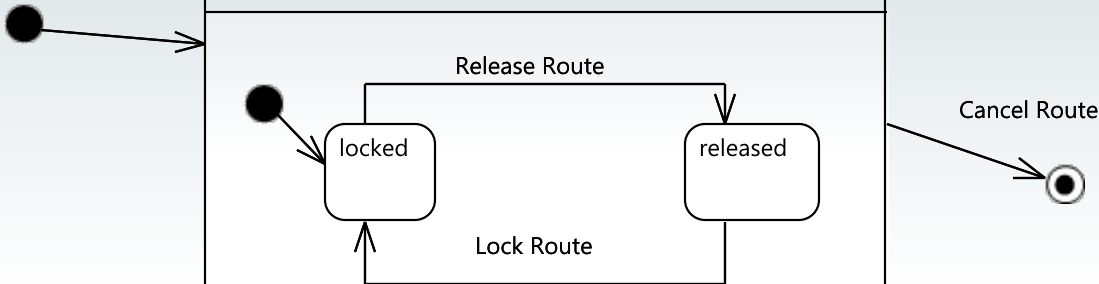 Release Route
Cancel Route
locked
released
Lock Route